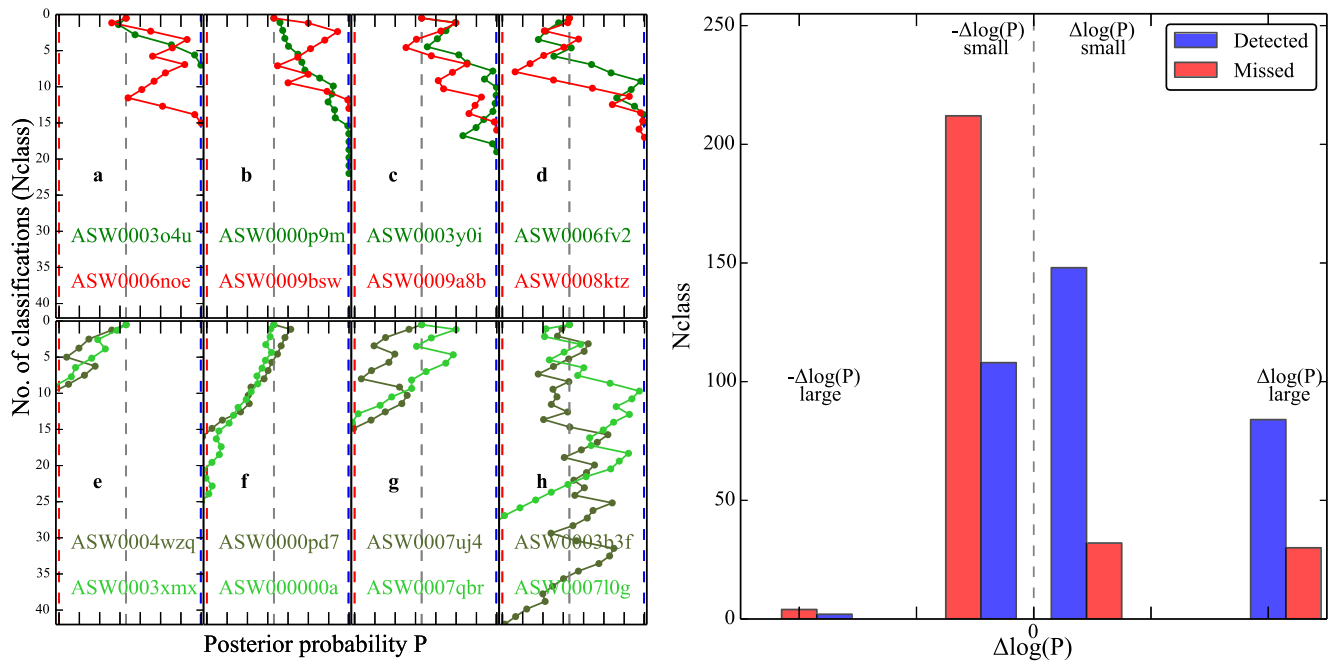 No. of classifications (Nclass)
0
5
10
15
20
25
30
35
40
a
b
c
d
ASW0003o4u
ASW0000p9m
ASW0003y0i
ASW0006fv2
ASW0006noe
ASW0009bsw
ASW0009a8b
ASW0008ktz
0
5
10
15
20
25
30
35
40
e
f
g
h
ASW0004wzq
ASW0000pd7
ASW0007uj4
ASW0003b3f
ASW0003xmx
ASW000000a
ASW0007qbr
ASW0007l0g
Posterior probability P
Nclass
250
200
150
100
50
0
-Δlog(P)
small
Δlog(P)
small
Detected
Missed
-Δlog(P)
large
Δlog(P)
large
0
Δlog(P)